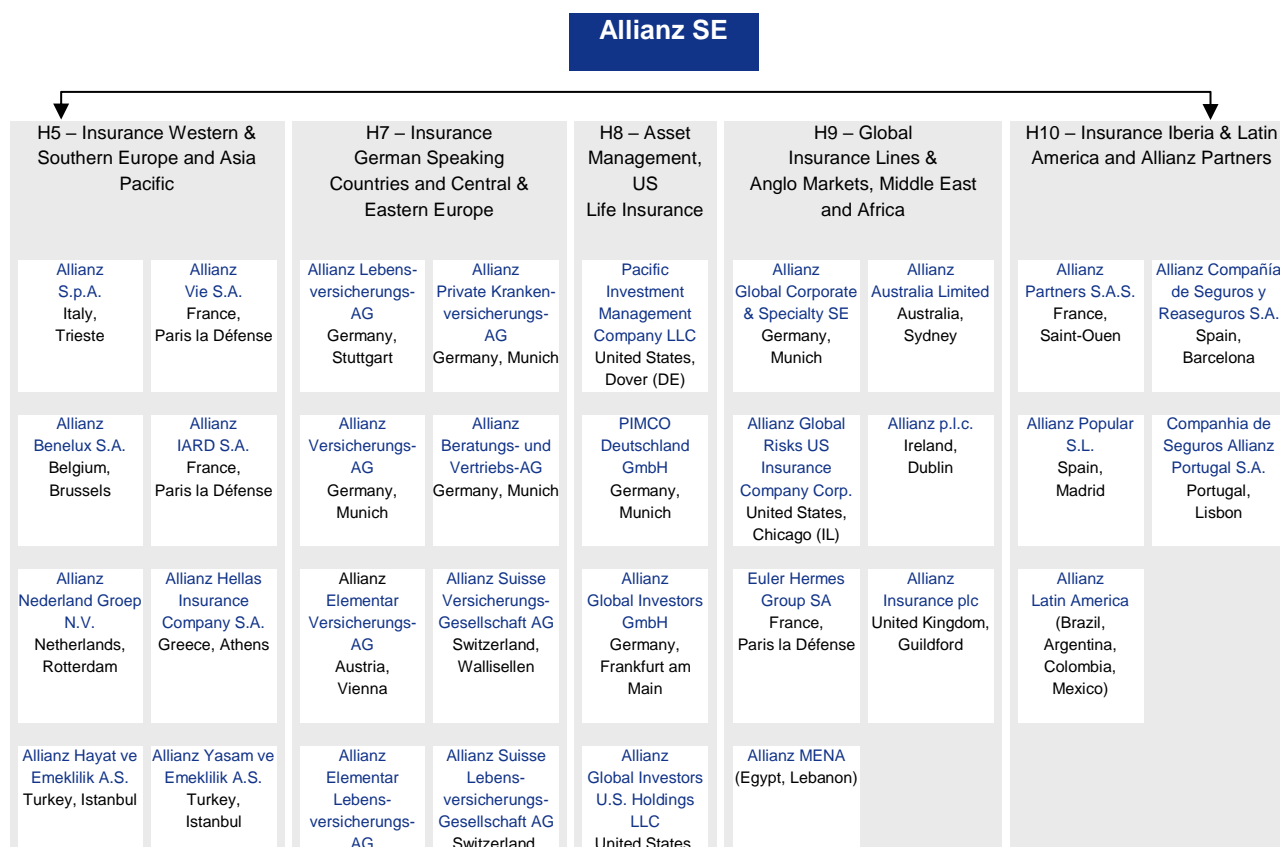 Allianz SE
H5 – Insurance Western &
Southern Europe and Asia
Pacific
H7 – Insurance
German Speaking
Countries and Central &
Eastern Europe
H8 – Asset
Management,
US
Life Insurance
H9 – Global
Insurance Lines &
Anglo Markets, Middle East
and Africa
H10 – Insurance Iberia & Latin
America and Allianz Partners
Allianz
S.p.A.
Italy,
Trieste
Allianz
Vie S.A.
France,
Paris la Défense
Allianz Lebens-
versicherungs-
AG
Germany,
Stuttgart
Allianz
Private Kranken-
versicherungs-
AG
Germany, Munich
Pacific
Investment
Management
Company LLC
United States,
Dover (DE)
Allianz
Global Corporate
& Specialty SE
Germany,
Munich
Allianz
Australia Limited
Australia,
Sydney
Allianz
Partners S.A.S.
France,
Saint-Ouen
Allianz Compañía
de Seguros y
Reaseguros S.A.
Spain,
Barcelona
Allianz
Benelux S.A.
Belgium,
Brussels
Allianz
IARD S.A.
France,
Paris la Défense
Allianz
Versicherungs-
AG
Germany,
Munich
Allianz
Beratungs- und
Vertriebs-AG
Germany, Munich
PIMCO
Deutschland
GmbH
Germany,
Munich
Allianz Global
Risks US
Insurance
Company Corp.
United States,
Chicago (IL)
Allianz p.l.c.
Ireland,
Dublin
Allianz Popular
S.L.
Spain,
Madrid
Companhia de
Seguros Allianz
Portugal S.A.
Portugal,
Lisbon
Allianz
Nederland Groep
N.V.
Netherlands,
Rotterdam
Allianz Hellas
Insurance
Company S.A.
Greece, Athens
Allianz
Elementar
Versicherungs-
AG
Austria,
Vienna
Allianz Suisse
Versicherungs-
Gesellschaft AG
Switzerland,
Wallisellen
Allianz
Global Investors
GmbH
Germany,
Frankfurt am
Main
Euler Hermes
Group SA
France,
Paris la Défense
Allianz
Insurance plc
United Kingdom,
Guildford
Allianz
Latin America
(Brazil,
Argentina,
Colombia,
Mexico)
Allianz Hayat ve
Emeklilik A.S.
Turkey, Istanbul
Allianz Yasam ve
Emeklilik A.S.
Turkey,
Istanbul
Allianz
Elementar
Lebens-
versicherungs-
AG
Allianz Suisse
Lebens-
versicherungs-
Gesellschaft AG
Switzerland
Allianz
Global Investors
U.S. Holdings
LLC
United States
Allianz MENA
(Egypt, Lebanon)